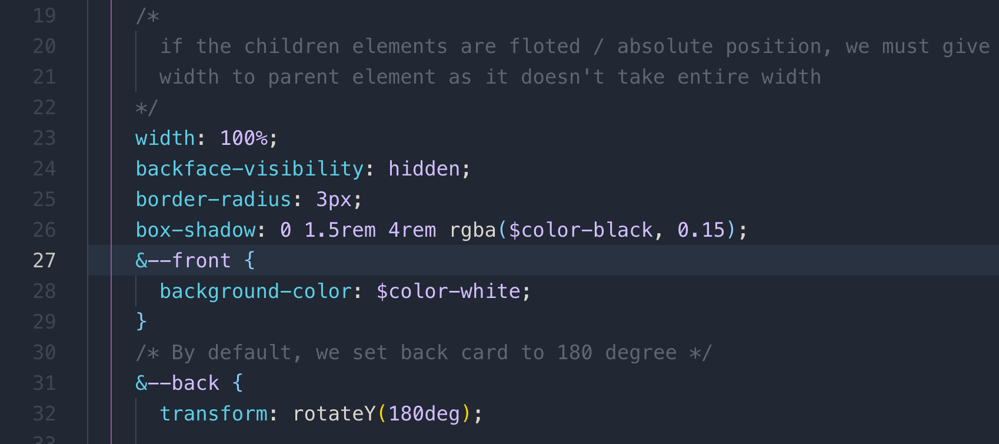 19 /*
20 if the children elements are floted / absolute position, we must give
21 width to parent element as it doesn't take entire width
22 */
23 width: 100%;
24 backface-visibility: hidden;
25 border-radius: 3px;
26 box-shadow: 0 1.5rem 4rem rgba($color-black, 0.15);
27 &--front {
28 background-color: $color-white;
29 }
30 /* By default, we set back card to 180 degree */
31 &--back {
32 transform: rotateY(180deg);
33